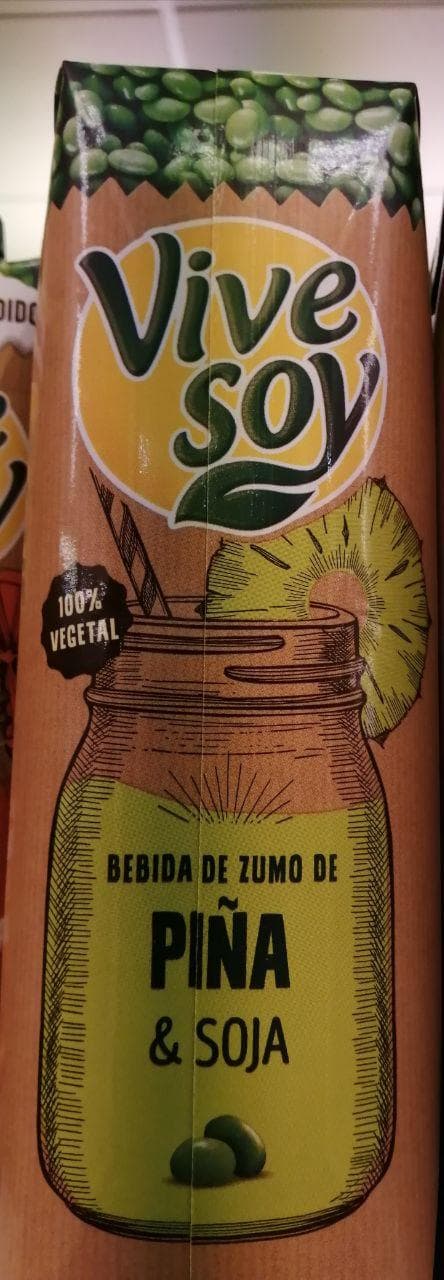 Vive
soy
100%
VEGETAL
BEBIDA DE ZUMO DE
PIÑA
& SOJA